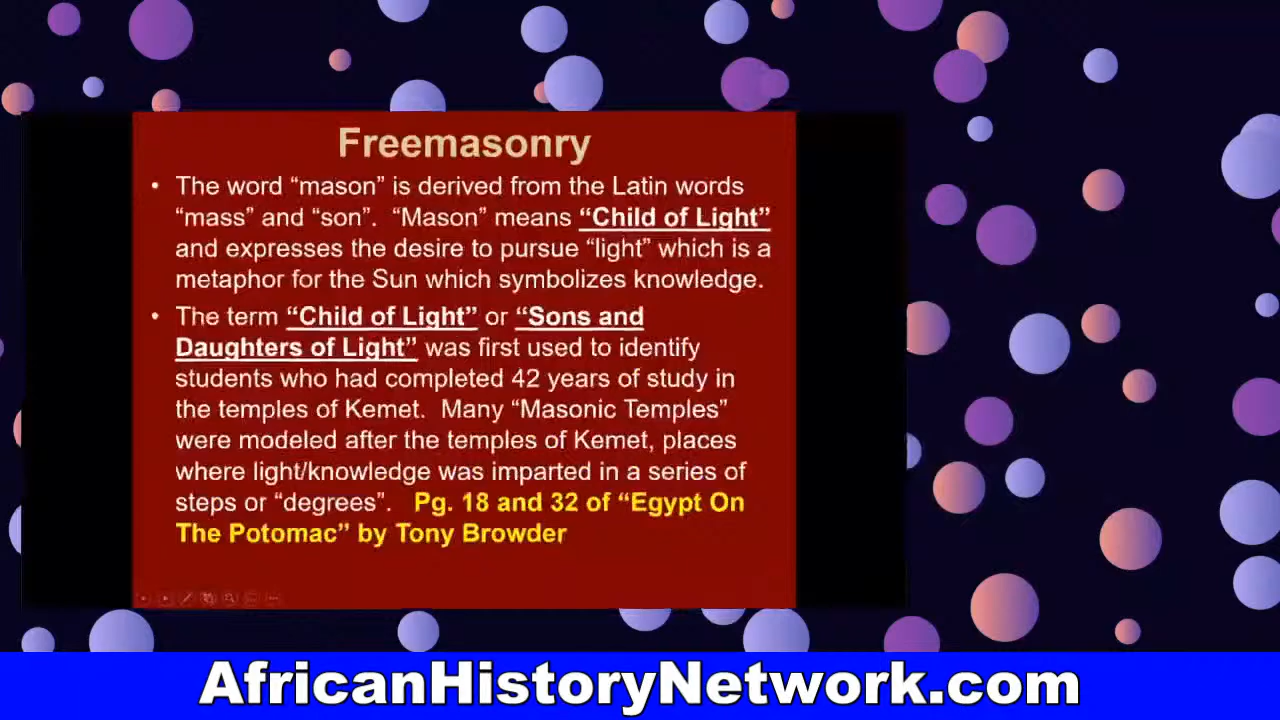 Freemasonry
• The word “mason” is derived from the Latin words
“mass” and “son”. “Mason” means “Child of Light”
and expresses the desire to pursue “light” which is a
metaphor for the Sun which symbolizes knowledge.
• The term “Child of Light” or “Sons and
Daughters of Light” was first used to identify
students who had completed 42 years of study in
the temples of Kemet. Many “Masonic Temples”
were modeled after the temples of Kemet, places
where light/knowledge was imparted in a series of
steps or “degrees”. Pg. 18 and 32 of “Egypt On
The Potomac” by Tony Browder
AfricanHistoryNetwork.com